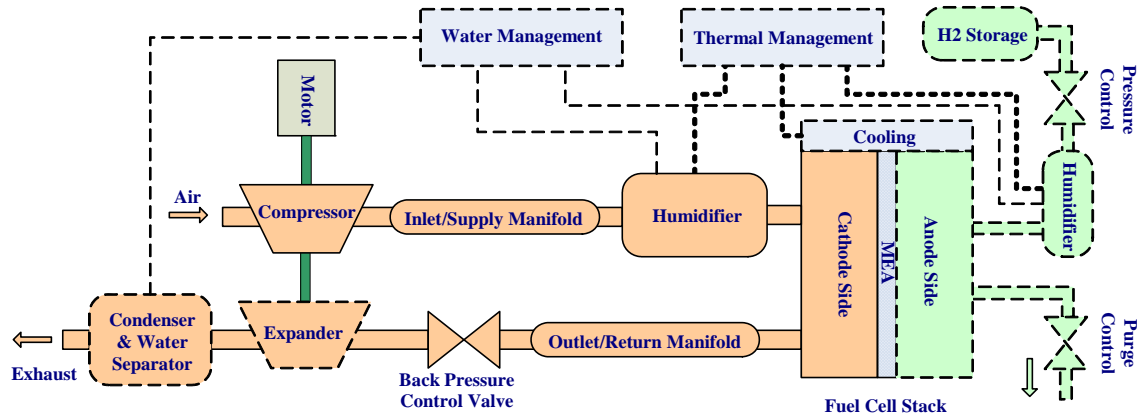 Water Management
Thermal Management
H2 Storage
Pressure
Control
Motor
Cooling
Air
Compressor
Inlet/Supply Manifold
Humidifier
Cathode Side
MEA
Anode Side
Humidifier
Condenser
& Water
Separator
Expander
Outlet/Return Manifold
Purge
Control
Exhaust
Back Pressure
Control Valve
Fuel Cell Stack